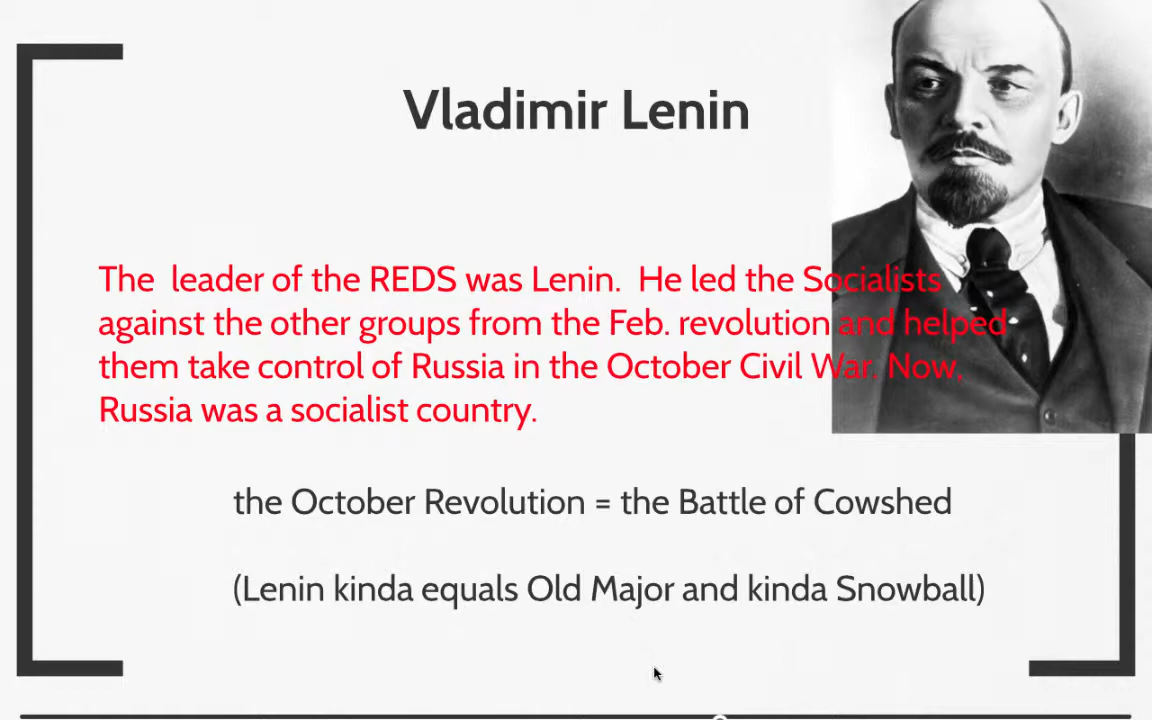 Vladimir Lenin
The leader of the REDS was Lenin. He led the Socialists
against the other groups from the Feb. revolution and helped
them take control of Russia in the October Civil War. Now,
Russia was a socialist country.
the October Revolution = the Battle of Cowshed
(Lenin kinda equals Old Major and kinda Snowball)